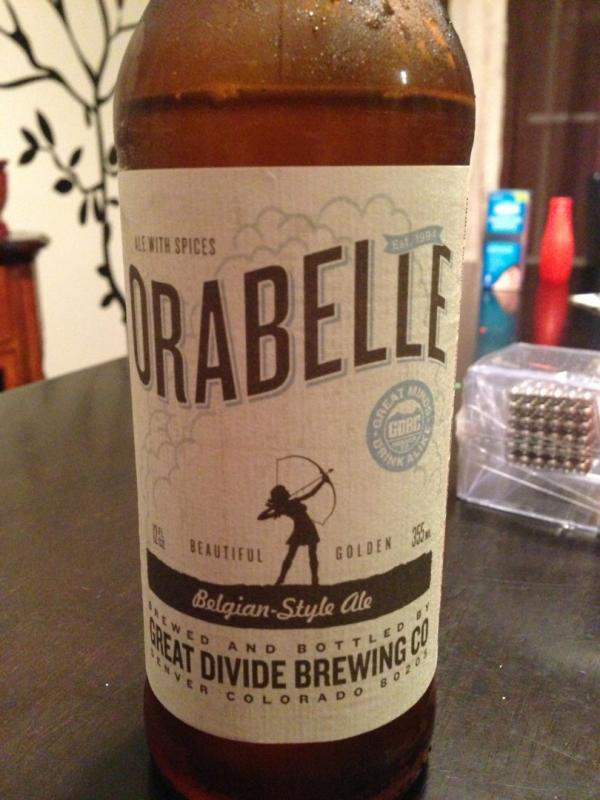 ALE WITH SPICES
Est. 1994
ORABELLE
GREAT MINDS
GDBC
DRINK ALIKE
12 oz
BEAUTIFUL GOLDEN
355 mL
Belgian-Style Ale
BREWED AND BOTTLED BY
GREAT DIVIDE BREWING CO
DENVER COLORADO 80205